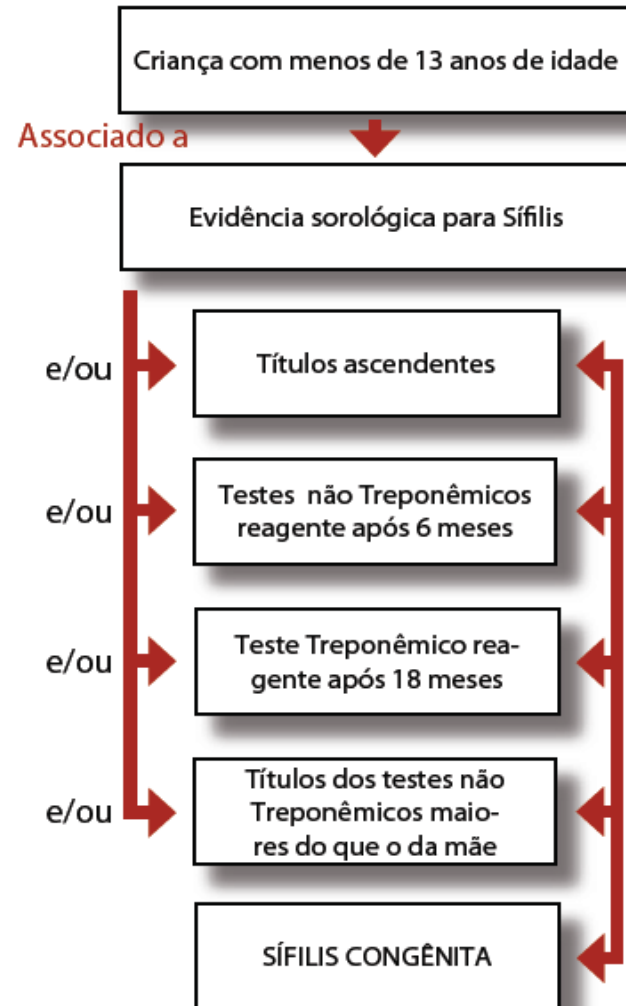 Criança com menos de 13 anos de idade
Associado a
Evidência sorológica para Sífilis
e/ou
Títulos ascendentes
e/ou
Testes não Treponêmicos
reagente após 6 meses
e/ou
Teste Treponêmico rea-
gente após 18 meses
e/ou
Títulos dos testes não
Treponêmicos maio-
res do que o da mãe
SÍFILIS CONGÊNITA